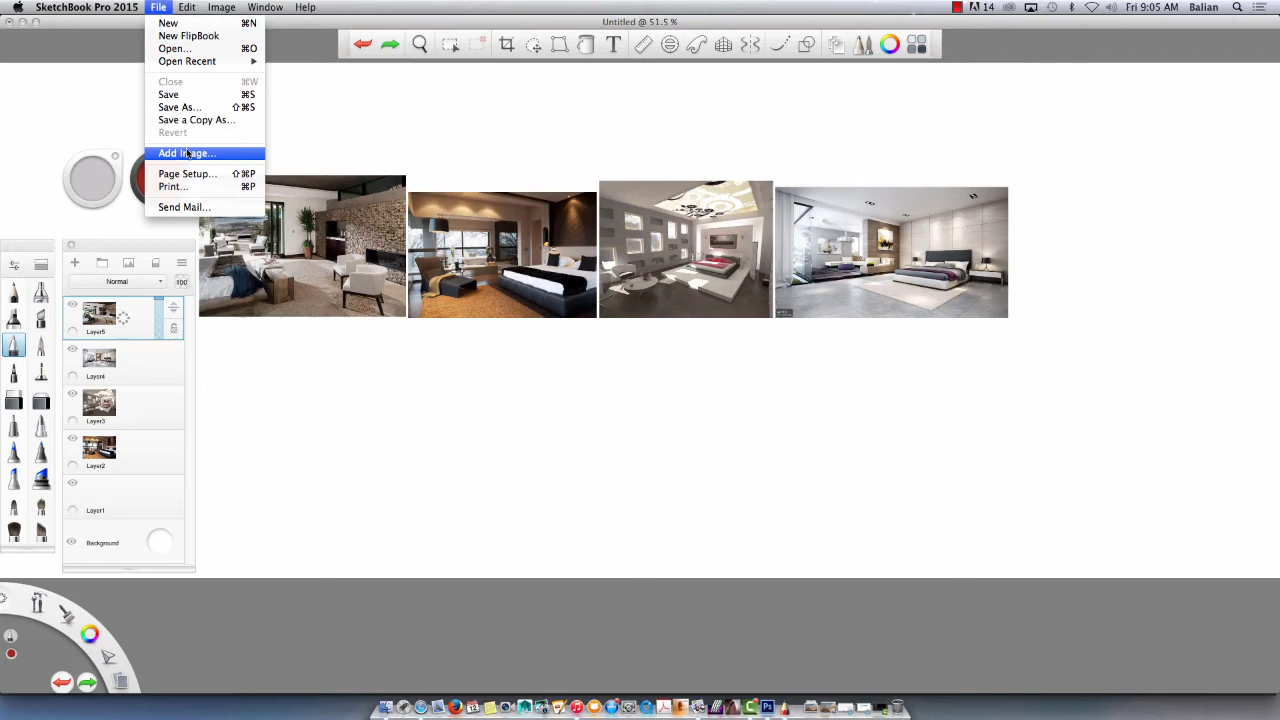 SketchBook Pro 2015 File Edit Image Window Help 14 Fri 9:05 AM Balian
Untitled @ 51.5 %
New ⌘N
New FlipBook
Open... ⌘O
Open Recent
Close ⌘W
Save ⌘S
Save As... ⇧⌘S
Save a Copy As...
Revert
Add Image...
Page Setup... ⇧⌘P
Print... ⌘P
Send Mail...
T
Normal 100
Layer5
Layer4
Layer3
Layer2
Layer1
Background